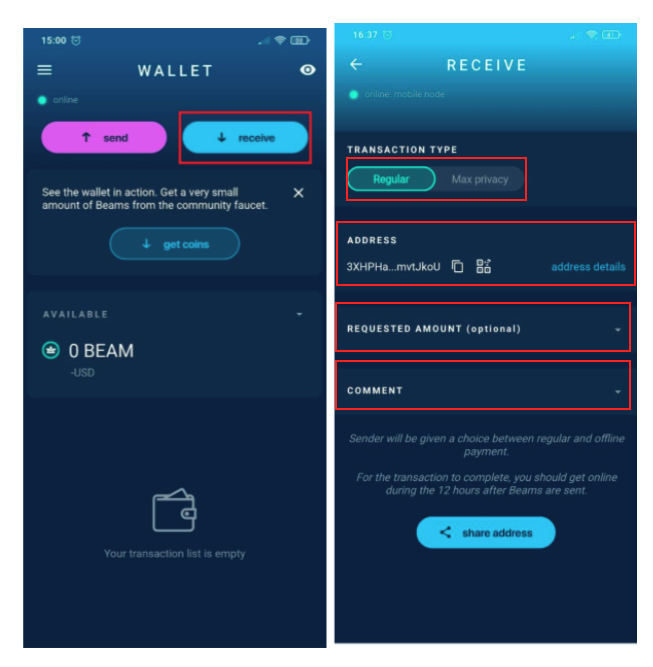 15:00
WALLET
online
send
receive
See the wallet in action. Get a very small
amount of Beams from the community faucet.
get coins
AVAILABLE
0 BEAM
-USD
Your transaction list is empty
16:37
RECEIVE
online: mobile node
TRANSACTION TYPE
Regular Max privacy
ADDRESS
3XHPHa...mvtJkoU address details
REQUESTED AMOUNT (optional)
COMMENT
Sender will be given a choice between regular and offline
payment.
For the transaction to complete, you should get online
during the 12 hours after Beams are sent.
share address